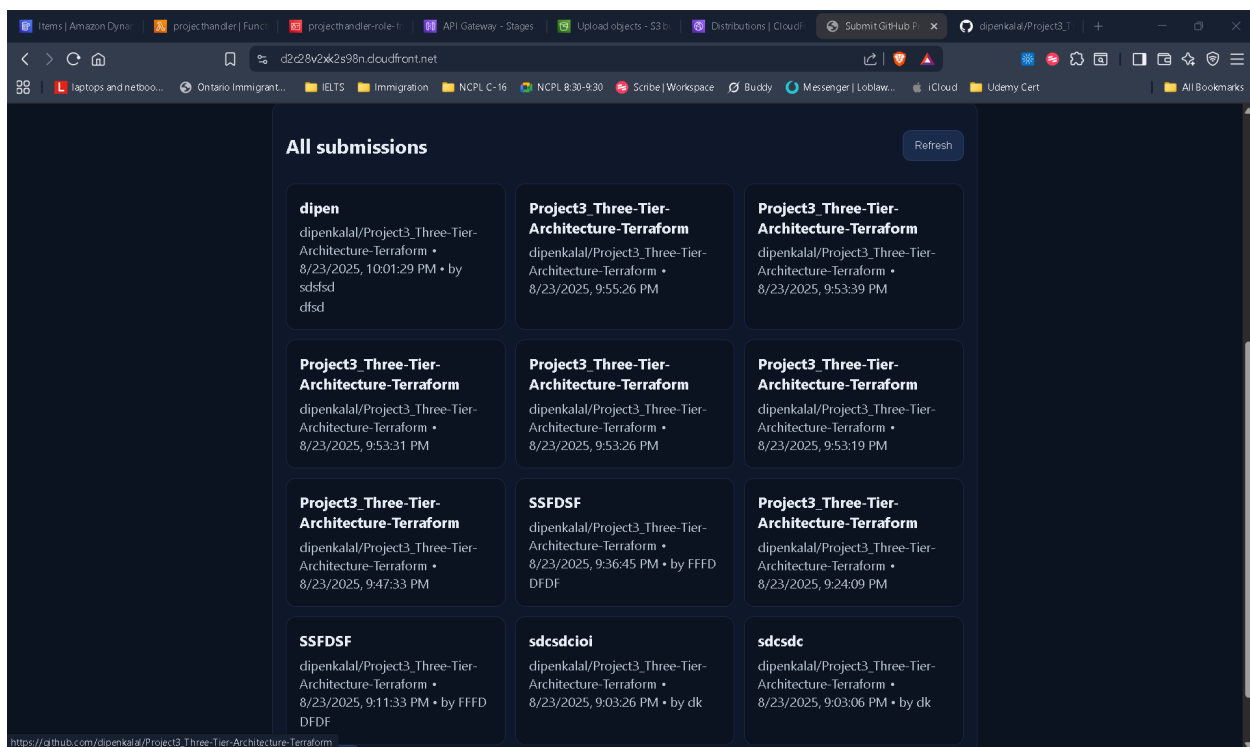 Items | Amazon Dynar
projecthandler | Funct
projecthandler-role-fr
API Gateway - Stages
Upload objects - S3 bu
Distributions | CloudF
Submit GitHub P
dipenkalal/Project3_T
d2c28v2xk2s98n.cloudfront.net
laptops and netboo...
Ontario Immigrant...
IELTS
Immigration
NCPL C-16
NCPL 8:30-9:30
Scribe | Workspace
Buddy
Messenger | Loblaw...
iCloud
Udemy Cert
All Bookmarks
All submissions
Refresh
dipen
dipenkalal/Project3_Three-Tier-
Architecture-Terraform •
8/23/2025, 10:01:29 PM • by
sdsfsd
dfsd
Project3_Three-Tier-
Architecture-Terraform
dipenkalal/Project3_Three-Tier-
Architecture-Terraform •
8/23/2025, 9:55:26 PM
Project3_Three-Tier-
Architecture-Terraform
dipenkalal/Project3_Three-Tier-
Architecture-Terraform •
8/23/2025, 9:53:39 PM
Project3_Three-Tier-
Architecture-Terraform
dipenkalal/Project3_Three-Tier-
Architecture-Terraform •
8/23/2025, 9:53:31 PM
Project3_Three-Tier-
Architecture-Terraform
dipenkalal/Project3_Three-Tier-
Architecture-Terraform •
8/23/2025, 9:53:26 PM
Project3_Three-Tier-
Architecture-Terraform
dipenkalal/Project3_Three-Tier-
Architecture-Terraform •
8/23/2025, 9:53:19 PM
Project3_Three-Tier-
Architecture-Terraform
dipenkalal/Project3_Three-Tier-
Architecture-Terraform •
8/23/2025, 9:47:33 PM
SSFDSF
dipenkalal/Project3_Three-Tier-
Architecture-Terraform •
8/23/2025, 9:36:45 PM • by FFFD
DFDF
Project3_Three-Tier-
Architecture-Terraform
dipenkalal/Project3_Three-Tier-
Architecture-Terraform •
8/23/2025, 9:24:09 PM
SSFDSF
dipenkalal/Project3_Three-Tier-
Architecture-Terraform •
8/23/2025, 9:11:33 PM • by FFFD
DFDF
sdcsdcioi
dipenkalal/Project3_Three-Tier-
Architecture-Terraform •
8/23/2025, 9:03:26 PM • by dk
sdcsdc
dipenkalal/Project3_Three-Tier-
Architecture-Terraform •
8/23/2025, 9:03:06 PM • by dk
https://github.com/dipenkalal/Project3_Three-Tier-Architecture-Terraform